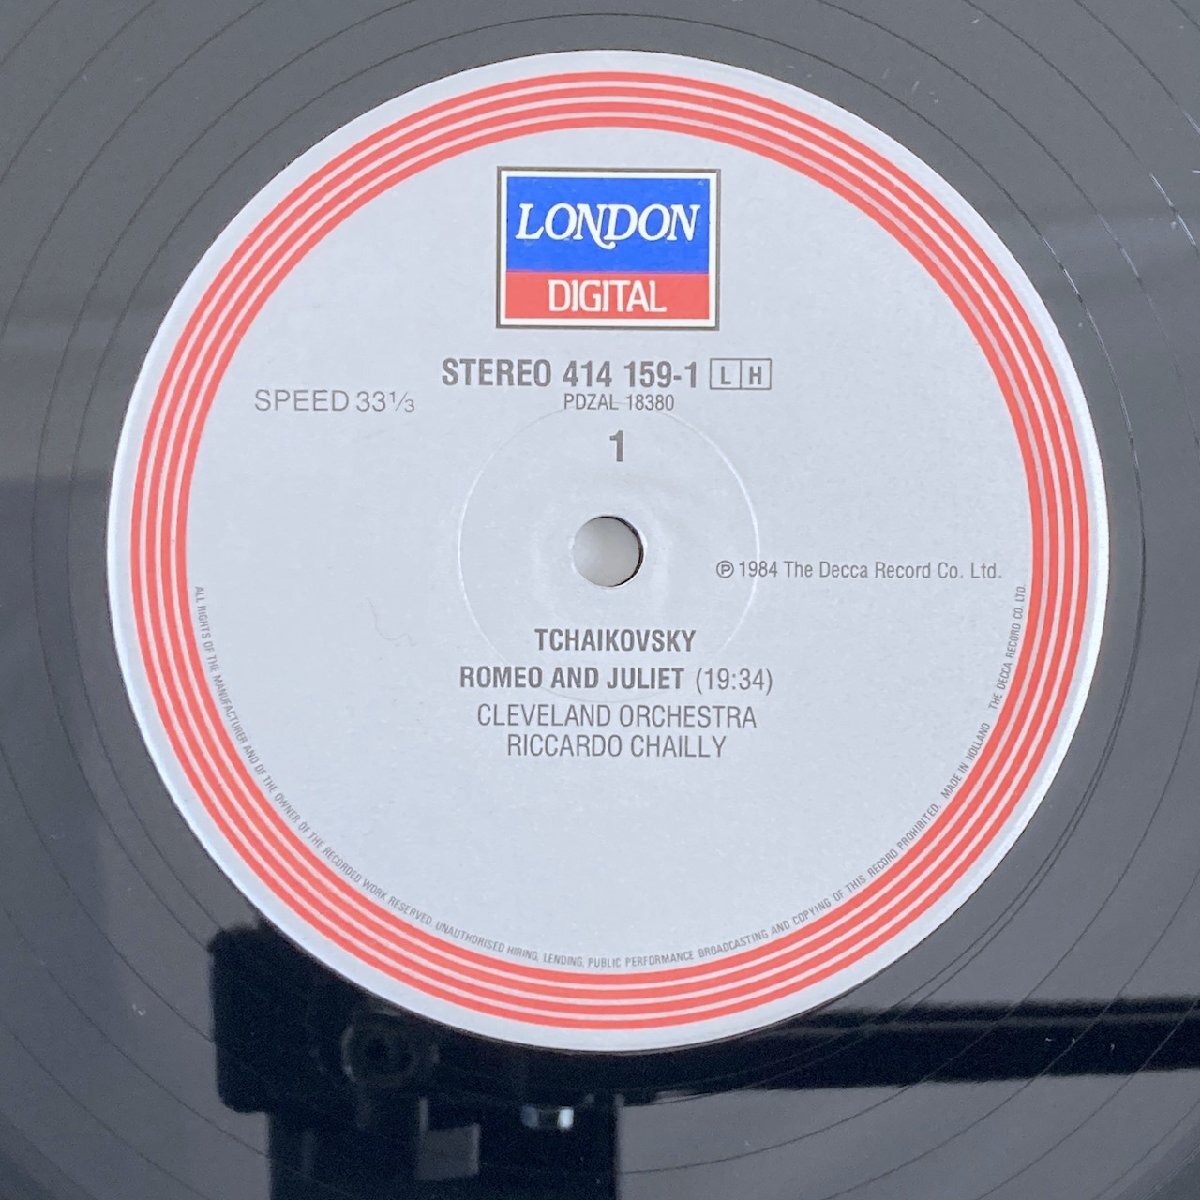 LONDON
DIGITAL
STEREO 414 159-1 L H
PDZAL 18380
SPEED 33⅓
1
℗ 1984 The Decca Record Co. Ltd.
TCHAIKOVSKY
ROMEO AND JULIET (19:34)
CLEVELAND ORCHESTRA
RICCARDO CHAILLY
ALL RIGHTS OF THE MANUFACTURER AND OF THE OWNER OF THE RECORDED WORK RESERVED. UNAUTHORISED HIRING, LENDING, PUBLIC PERFORMANCE BROADCASTING AND COPYING OF THIS RECORD PROHIBITED. MADE IN HOLLAND THE DECCA RECORD CO. LTD.